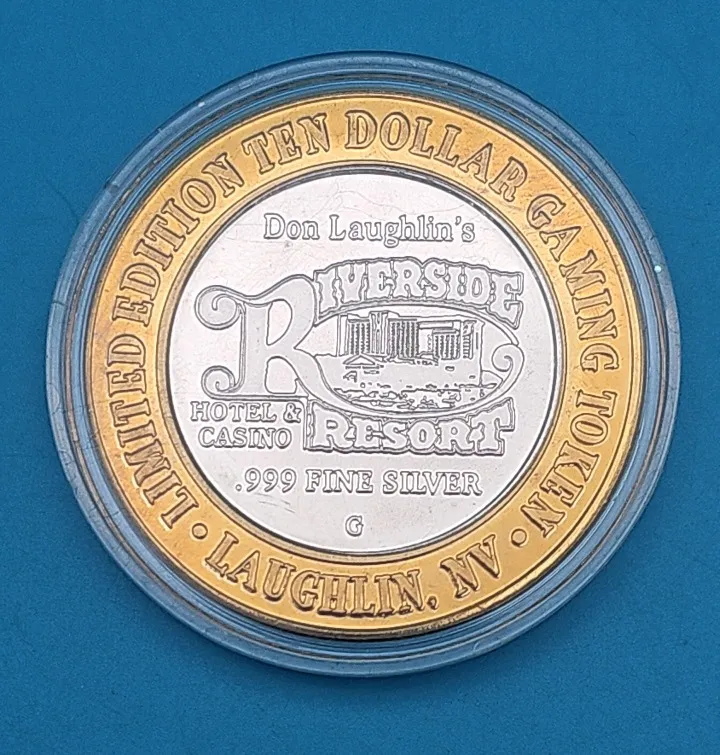 LIMITED EDITION TEN DOLLAR GAMING TOKEN
Don Laughlin's
RIVERSIDE
HOTEL &
CASINO
RESORT
.999 FINE SILVER
G
• LAUGHLIN, NV •